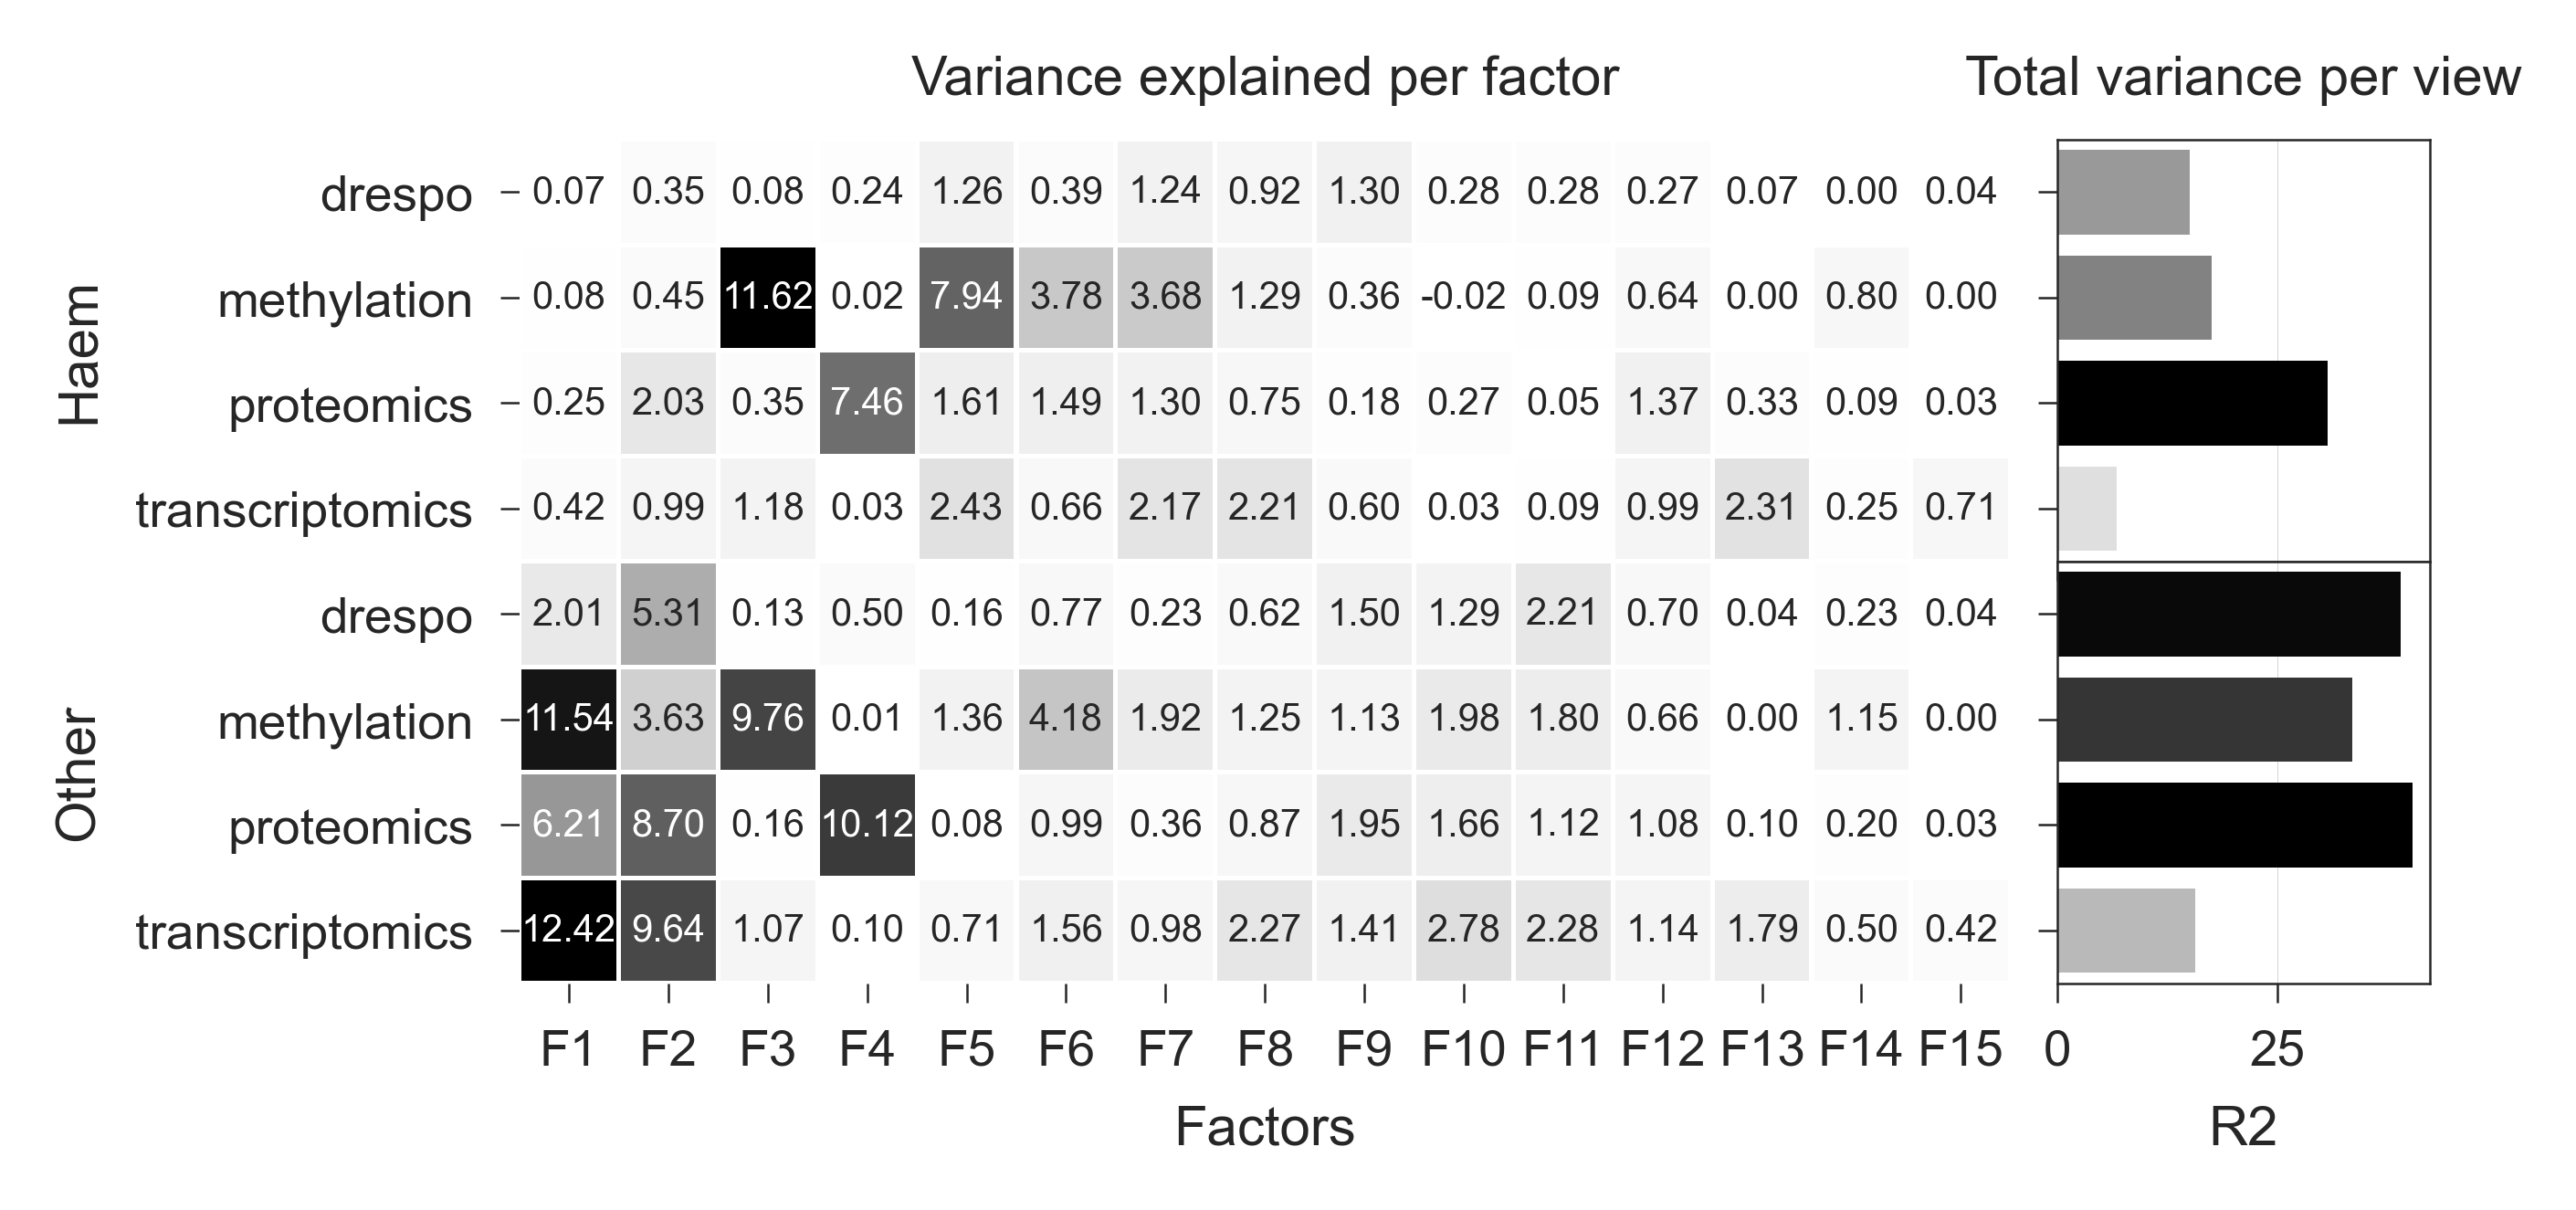 Variance explained per factor
Total variance per view
Haem
drespo 0.07 0.35 0.08 0.24 1.26 0.39 1.24 0.92 1.30 0.28 0.28 0.27 0.07 0.00 0.04
methylation 0.08 0.45 11.62 0.02 7.94 3.78 3.68 1.29 0.36 -0.02 0.09 0.64 0.00 0.80 0.00
proteomics 0.25 2.03 0.35 7.46 1.61 1.49 1.30 0.75 0.18 0.27 0.05 1.37 0.33 0.09 0.03
transcriptomics 0.42 0.99 1.18 0.03 2.43 0.66 2.17 2.21 0.60 0.03 0.09 0.99 2.31 0.25 0.71
Other
drespo 2.01 5.31 0.13 0.50 0.16 0.77 0.23 0.62 1.50 1.29 2.21 0.70 0.04 0.23 0.04
methylation 11.54 3.63 9.76 0.01 1.36 4.18 1.92 1.25 1.13 1.98 1.80 0.66 0.00 1.15 0.00
proteomics 6.21 8.70 0.16 10.12 0.08 0.99 0.36 0.87 1.95 1.66 1.12 1.08 0.10 0.20 0.03
transcriptomics 12.42 9.64 1.07 0.10 0.71 1.56 0.98 2.27 1.41 2.78 2.28 1.14 1.79 0.50 0.42
F1 F2 F3 F4 F5 F6 F7 F8 F9 F10 F11 F12 F13 F14 F15
0 25
Factors
R2